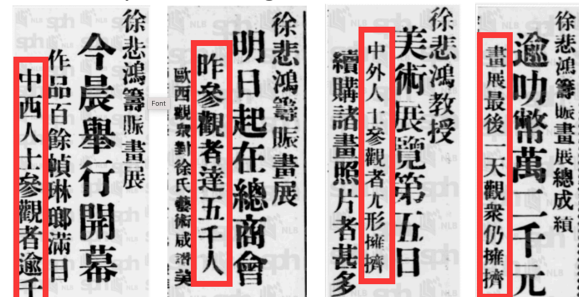 徐悲鴻籌賑畫展
今晨舉行開幕
作品百餘幀琳瑯滿目
中西人士參觀者逾千
Font
徐悲鴻籌賑畫展
明日起在總商會
昨參觀者達五千人
歐西觀衆對徐氏藝術咸譖美
徐悲鴻教授
美術展覽第五日
中外人士參觀者尤形擁擠
續購諸畫照片者甚多
徐悲鴻籌賑畫展總成績
逾叻幣萬一千元
畫展最後一天觀衆仍擁擠